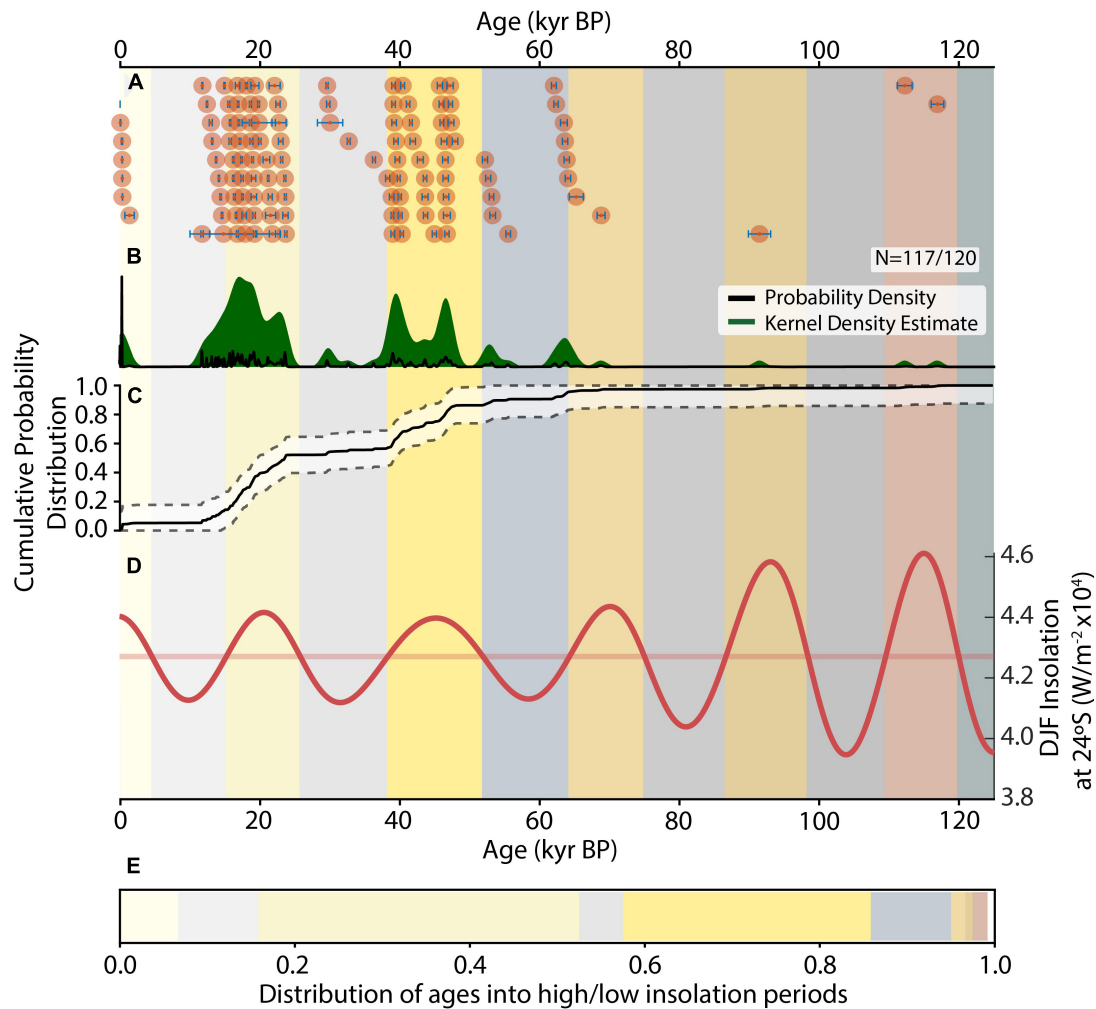 Age (kyr BP)
0 20 40 60 80 100 120
A
B
N=117/120
Probability Density
Kernel Density Estimate
Cumulative Probability
Distribution
C
1.0
0.8
0.6
0.4
0.2
0.0
D
4.6
4.4
4.2
4.0
3.8
DJF Insolation
at 24ºS (W/m⁻² x10⁴)
0 20 40 60 80 100 120
Age (kyr BP)
E
0.0 0.2 0.4 0.6 0.8 1.0
Distribution of ages into high/low insolation periods